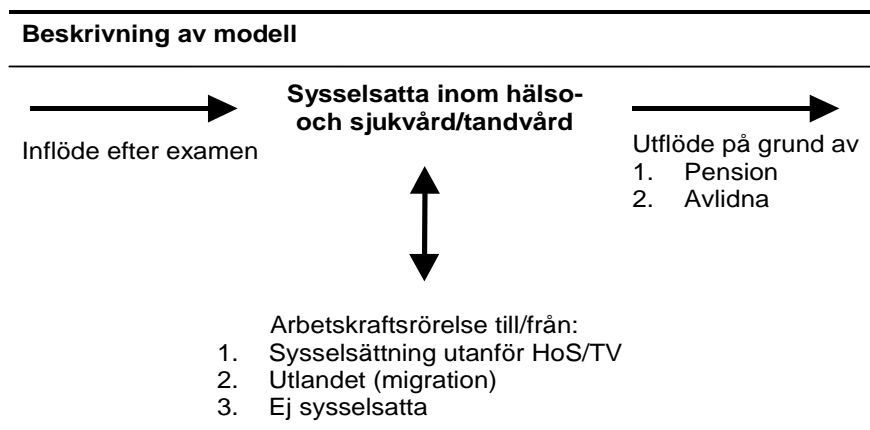 Beskrivning av modell
Inflöde efter examen
Sysselsatta inom hälso-
och sjukvård/tandvård
Utflöde på grund av
1. Pension
2. Avlidna
Arbetskraftsrörelse till/från:
1. Sysselsättning utanför HoS/TV
2. Utlandet (migration)
3. Ej sysselsatta